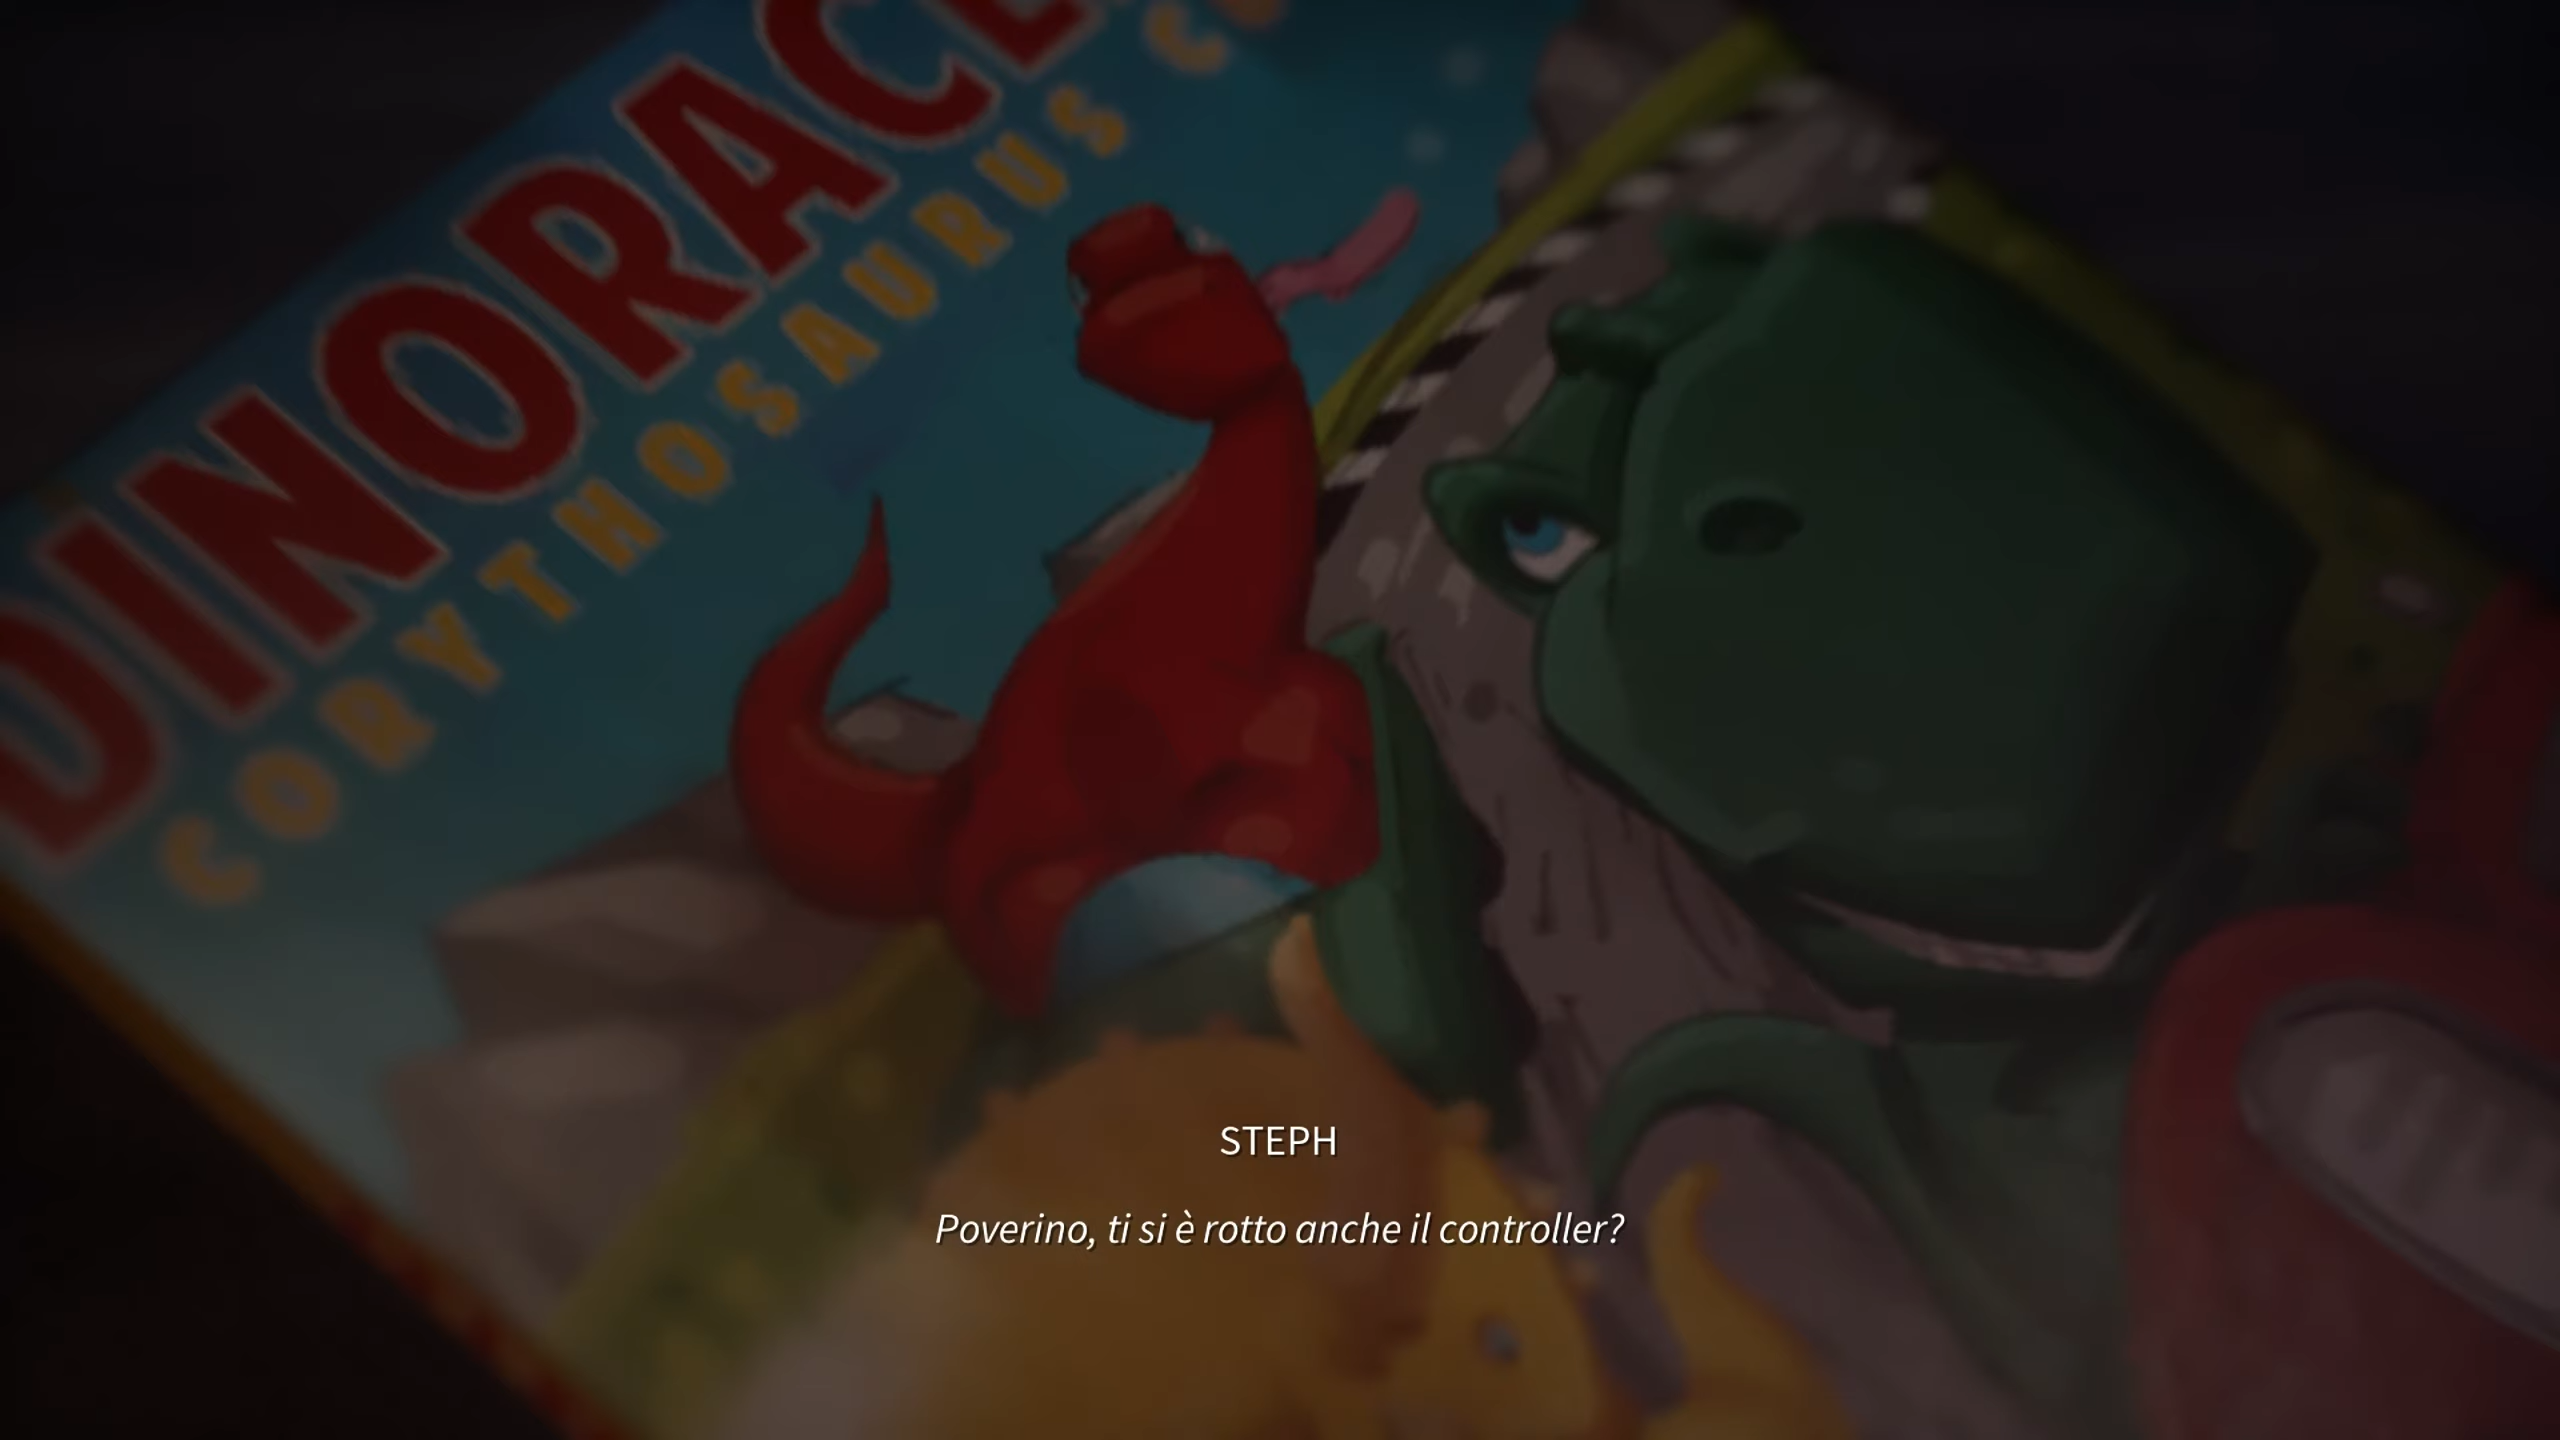 DINORACE
CORYTHOSAURUS
STEPH
Poverino, ti si è rotto anche il controller?